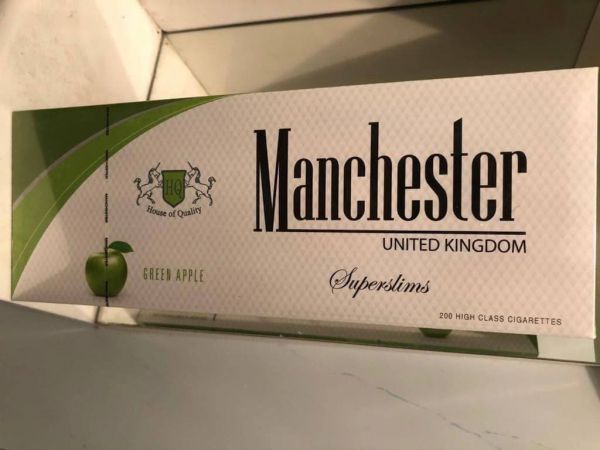 HQ
House of Quality
GREEN APPLE
Manchester
UNITED KINGDOM
Superslims
200 HIGH CLASS CIGARETTES